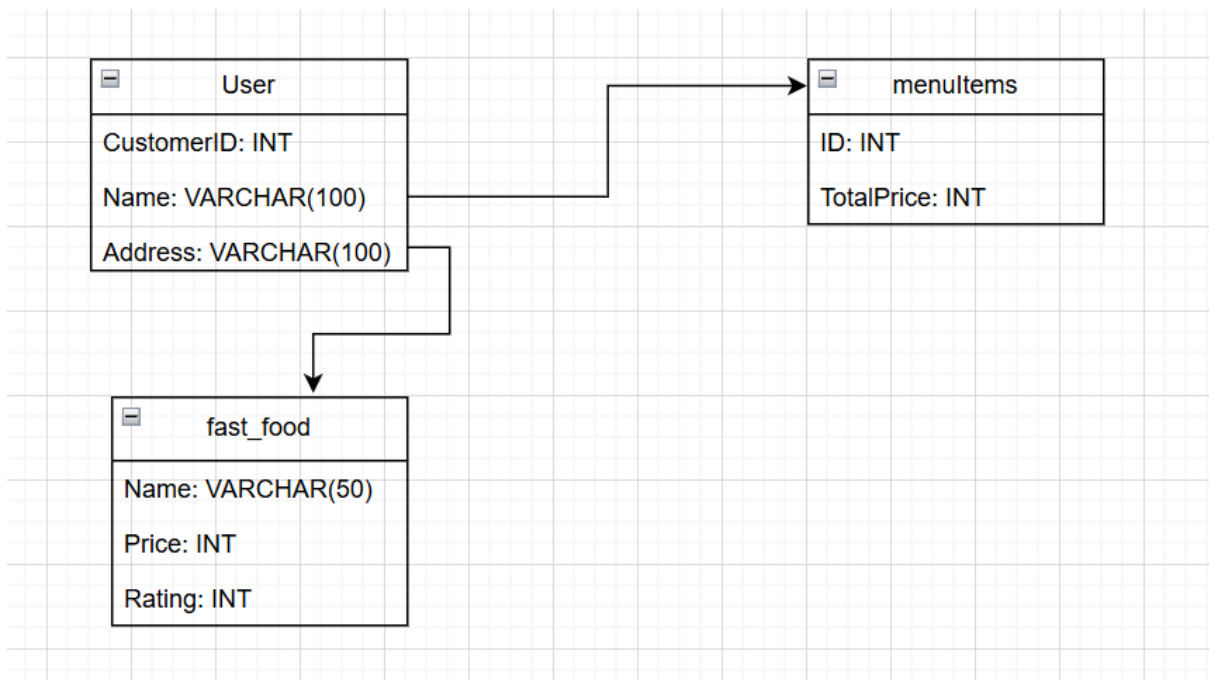 User
CustomerID: INT
Name: VARCHAR(100)
Address: VARCHAR(100)
menuItems
ID: INT
TotalPrice: INT
fast_food
Name: VARCHAR(50)
Price: INT
Rating: INT